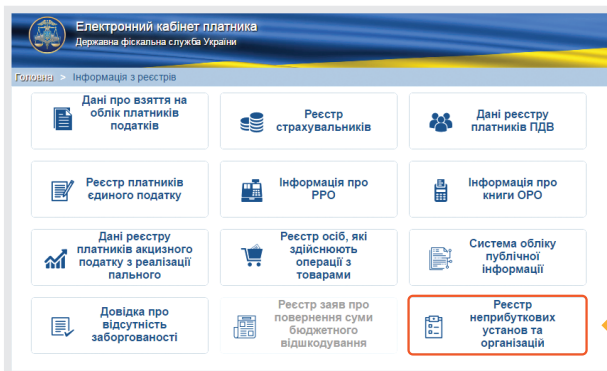 Електронний кабінет платника
Державна фіскальна служба України
Головна > Інформація з реєстрів
Дані про взяття на
облік платників
податків
Реєстр
страхувальників
Дані реєстру
платників ПДВ
Реєстр платників
єдиного податку
Інформація про
РРО
Інформація про
книги ОРО
Дані реєстру
платників акцизного
податку з реалізації
пального
Реєстр осіб, які
здійснюють
операції з
товарами
Система обліку
публічної
інформації
Довідка про
відсутність
заборгованості
Реєстр заяв про
повернення суми
бюджетного
відшкодування
Реєстр
неприбуткових
установ та
організацій